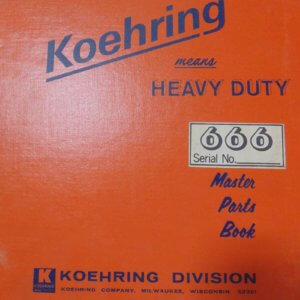 Koehring
means
HEAVY DUTY
666
Serial No.
Master
Parts
Book
K
KOEHRING DIVISION
KOEHRING COMPANY, MILWAUKEE, WISCONSIN